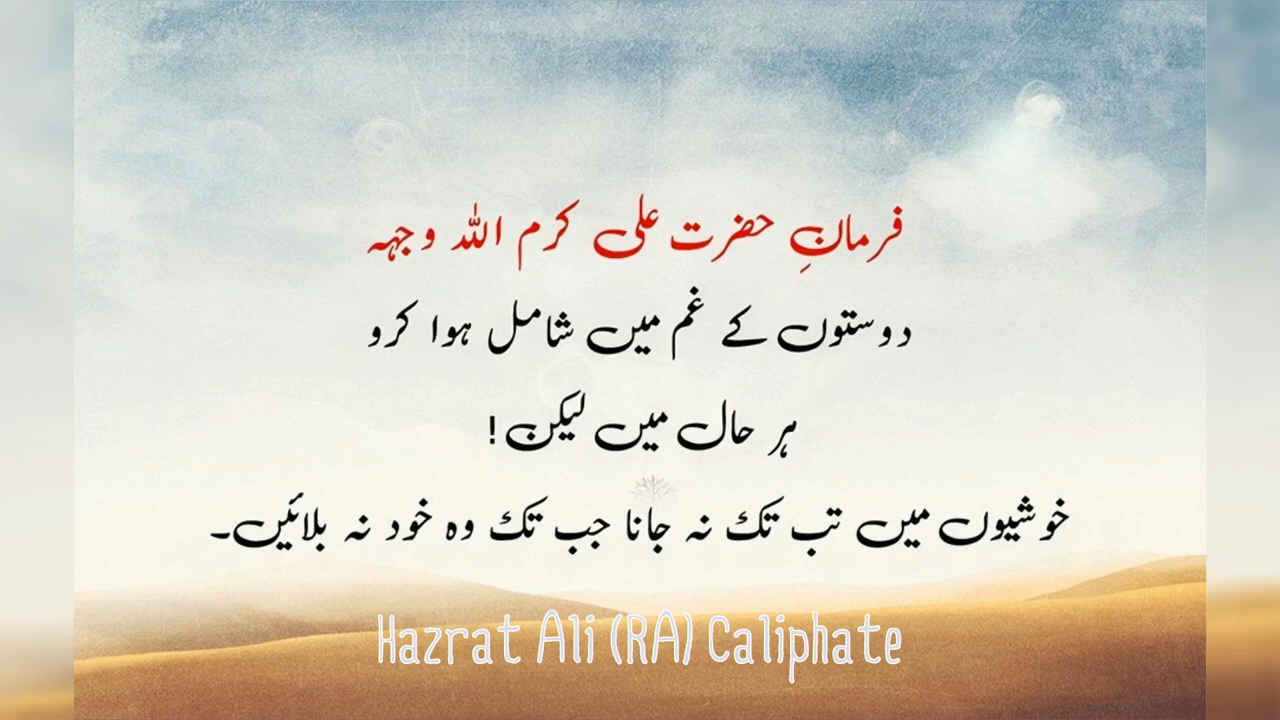 فرمانِ حضرت علی کرم اللہ وجہہ
دوستوں کے غم میں شامل ہوا کرو
ہر حال میں لیکن!
خوشیوں میں تب تک نہ جانا جب تک وہ خود نہ بلائیں۔
Hazrat Ali (RA) Caliphate